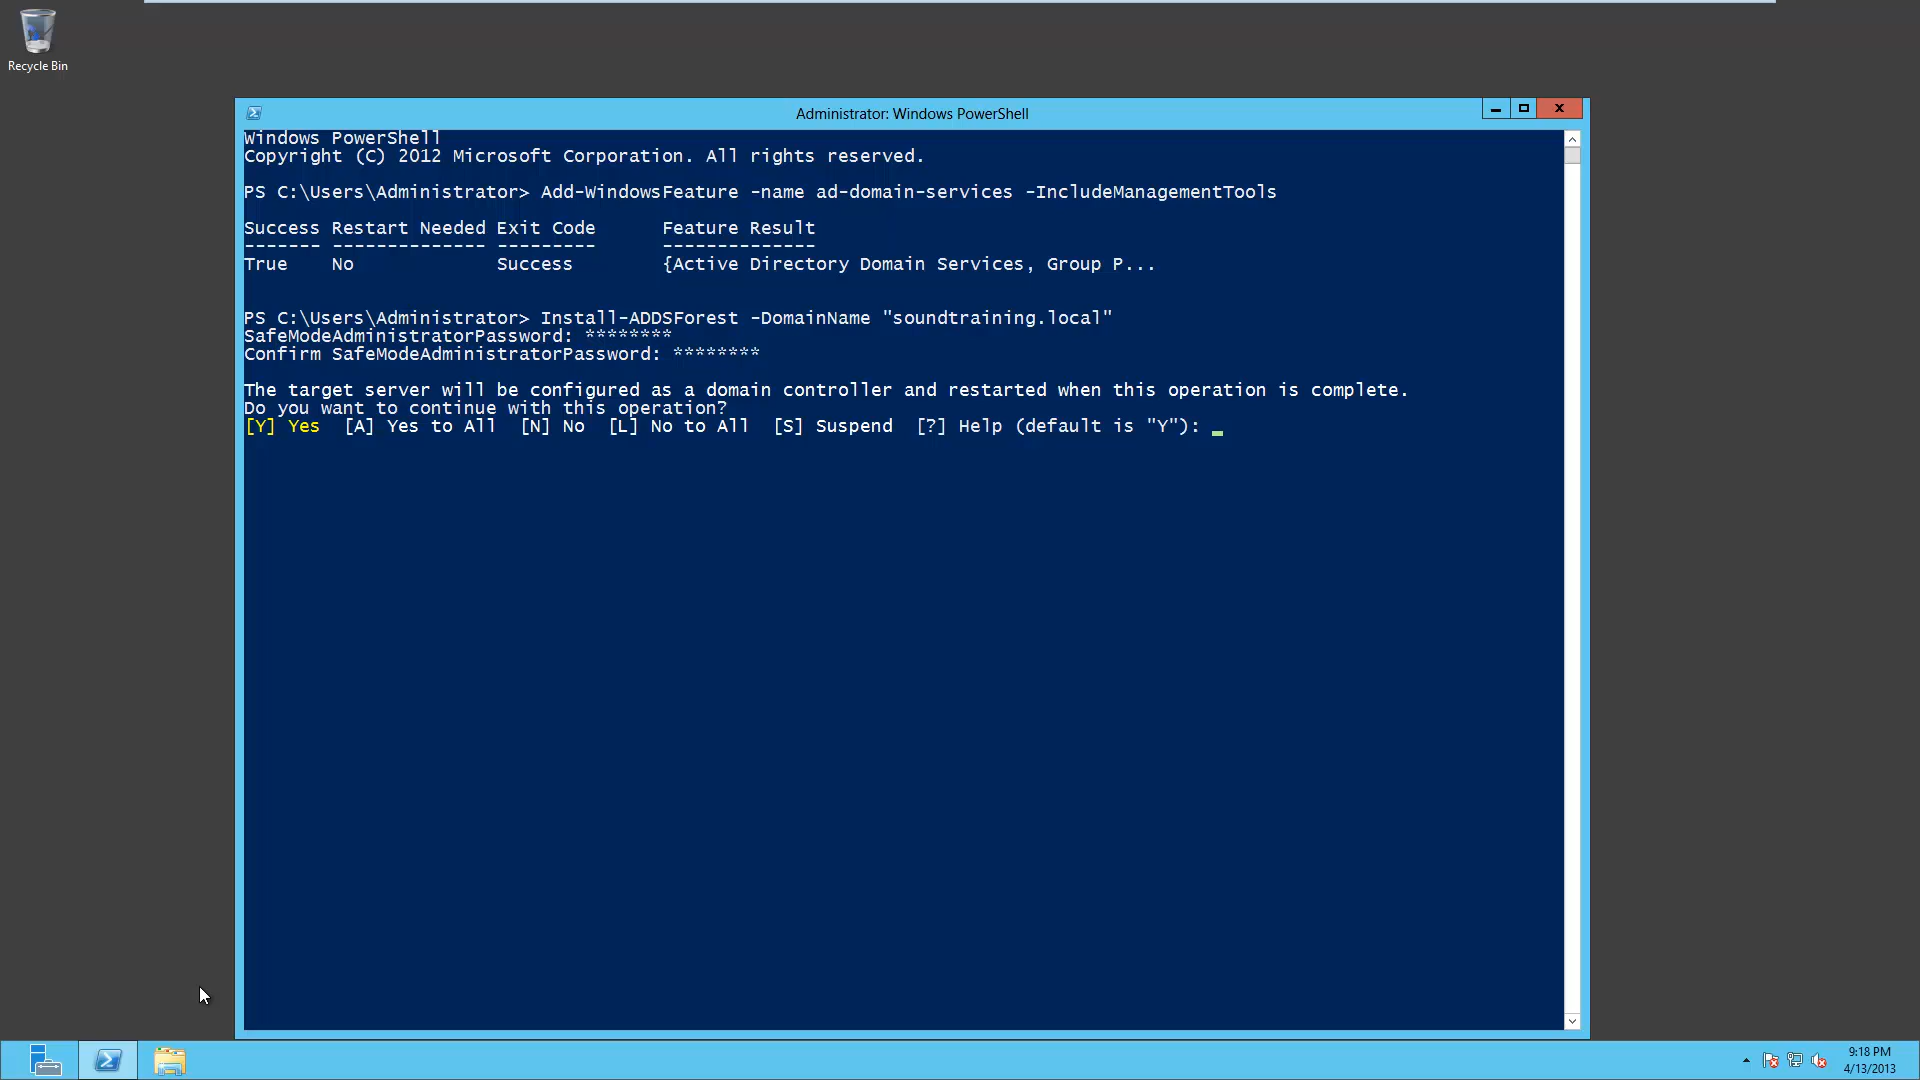 Recycle Bin
Administrator: Windows PowerShell
Windows PowerShell
Copyright (C) 2012 Microsoft Corporation. All rights reserved.
PS C:\Users\Administrator> Add-WindowsFeature -name ad-domain-services -IncludeManagementTools
Success Restart Needed Exit Code      Feature Result
------- -------------- ---------      --------------
True    No             Success        {Active Directory Domain Services, Group P...
PS C:\Users\Administrator> Install-ADDSForest -DomainName "soundtraining.local"
SafeModeAdministratorPassword: ********
Confirm SafeModeAdministratorPassword: ********
The target server will be configured as a domain controller and restarted when this operation is complete.
Do you want to continue with this operation?
[Y] Yes  [A] Yes to All  [N] No  [L] No to All  [S] Suspend  [?] Help (default is "Y"):
9:18 PM
4/13/2013